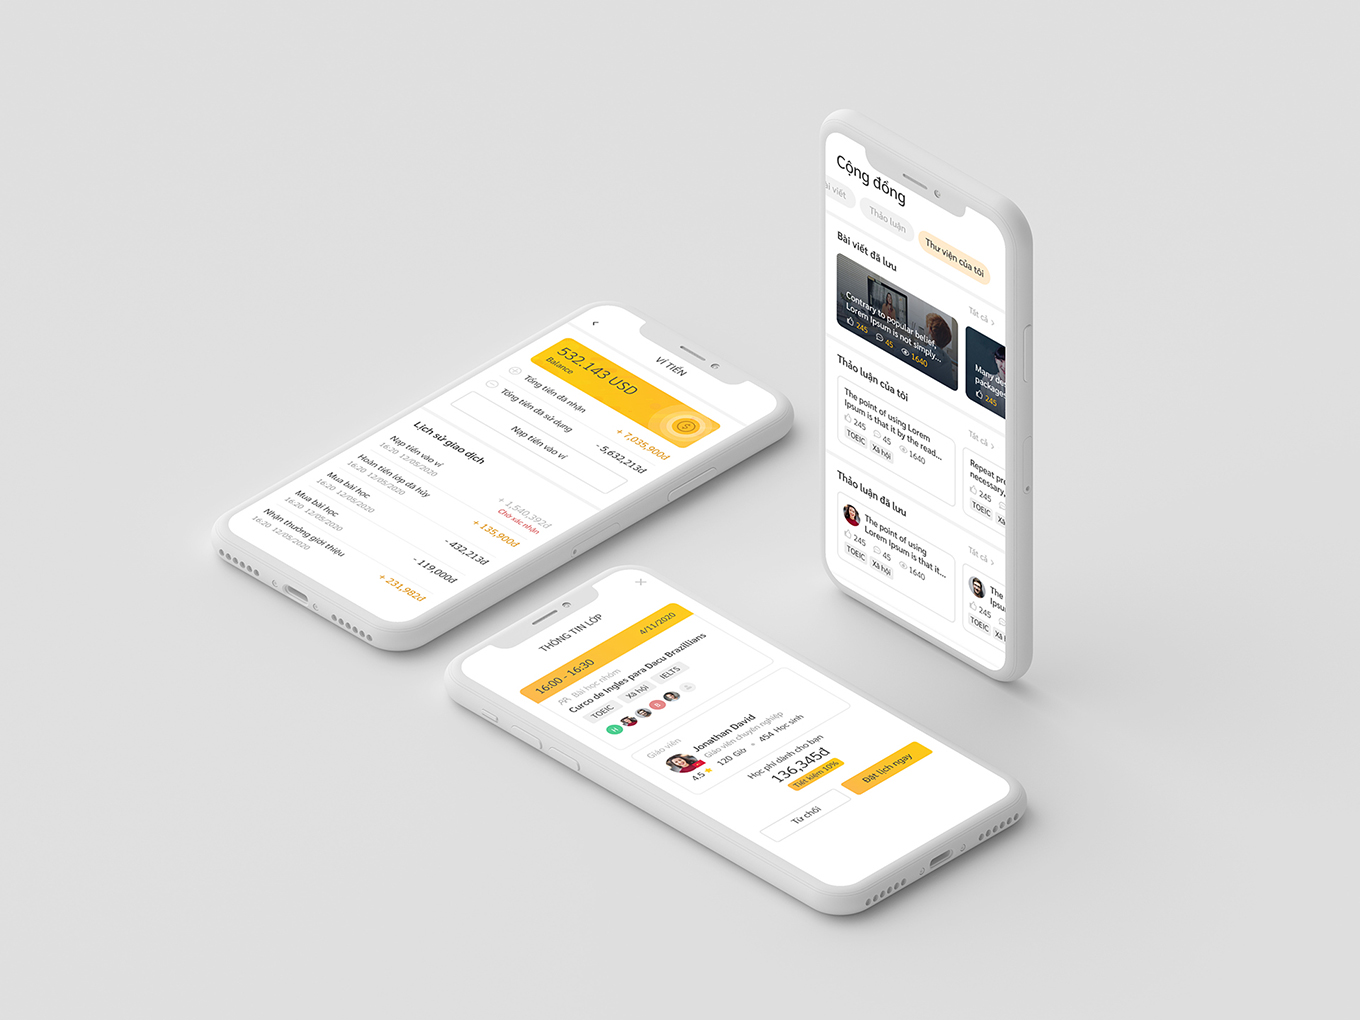 VÍ TIỀN
532.143 USD
Balance
Tổng tiền đã nhận
+ 7,035,900đ
Tổng tiền đã sử dụng
- 5,632,213đ
Nạp tiền vào ví
Lịch sử giao dịch
Nạp tiền vào ví
16:20 12/05/2020
+ 1,540,392đ
Chờ xác nhận
Hoàn tiền lớp đã hủy
16:20 12/05/2020
+ 135,900đ
Mua bài học
16:20 12/05/2020
- 432,213đ
Mua bài học
16:20 12/05/2020
- 119,000đ
Nhận thưởng giới thiệu
16:20 12/05/2020
+ 231,982đ
THÔNG TIN LỚP
16:00 - 16:30
4/11/2020
Bài học nhóm
Curco de Ingles para Dacu Brazillians
TOEIC
Xã hội
IELTS
H
B
Giáo viên
Jonathan David
Giáo viên chuyên nghiệp
4.5
120 Giờ
454 Học sinh
Học phí dành cho bạn
136,345đ
Tiết kiệm 10%
Từ chối
Đặt lịch ngay
Cộng đồng
ài viết
Thảo luận
Thư viện của tôi
Bài viết đã lưu
Tất cả
Contrary to popular belief,
Lorem Ipsum is not simply...
245
45
1640
Many des
packages
245
Thảo luận của tôi
Tất cả
The point of using Lorem
Ipsum is that it by the read...
245
45
1640
TOEIC
Xã hội
Repeat pre
necessary,
245
TOEIC
Xã
Thảo luận đã lưu
Tất cả
The point of using
Lorem Ipsum is that it...
245
45
1640
TOEIC
Xã hội
The
Ipsu
245
TOEIC
Xã